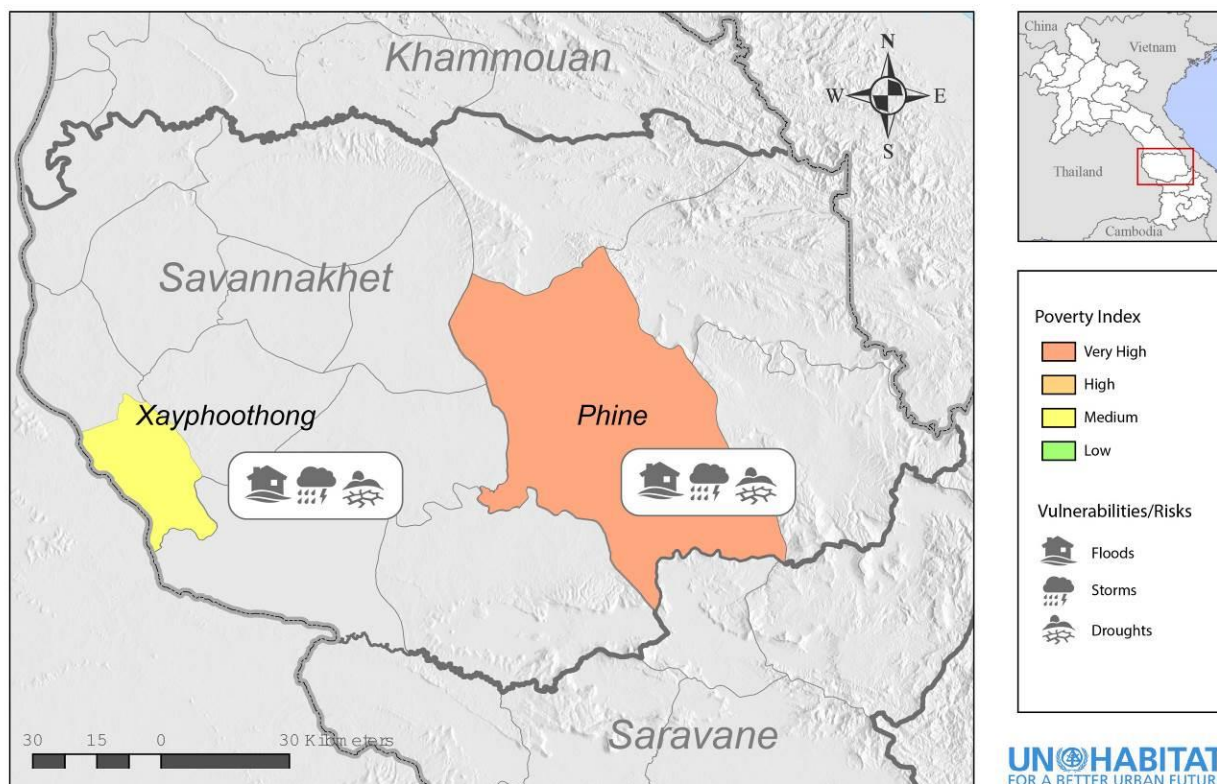 Khammouan
N
W E
S
Savannakhet
Xayphoothong
Phine
Saravane
30 15 0 30 Kilometers
China
Vietnam
Thailand
Cambodia
Poverty Index
Very High
High
Medium
Low
Vulnerabilities/Risks
Floods
Storms
Droughts
UN HABITAT
FOR A BETTER URBAN FUTUR